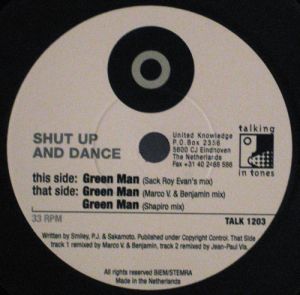 SHUT UP
AND DANCE
United Knowledge
P.O.Box 2356
5600 CJ Eindhoven
The Netherlands
Fax +31 40 2468 586
talking
in tones
this side: Green Man (Sack Roy Evan's mix)
that side: Green Man (Marco V. & Benjamin mix)
Green Man (Shapiro mix)
33 RPM
TALK 1203
Written by Smiley, P.J. & Sakamoto. Published under Copyright Control. That Side
track 1 remixed by Marco V. & Benjamin, track 2 remixed by Jean-Paul Vis.
All rights reserved BIEM/STEMRA
Made in the Netherlands